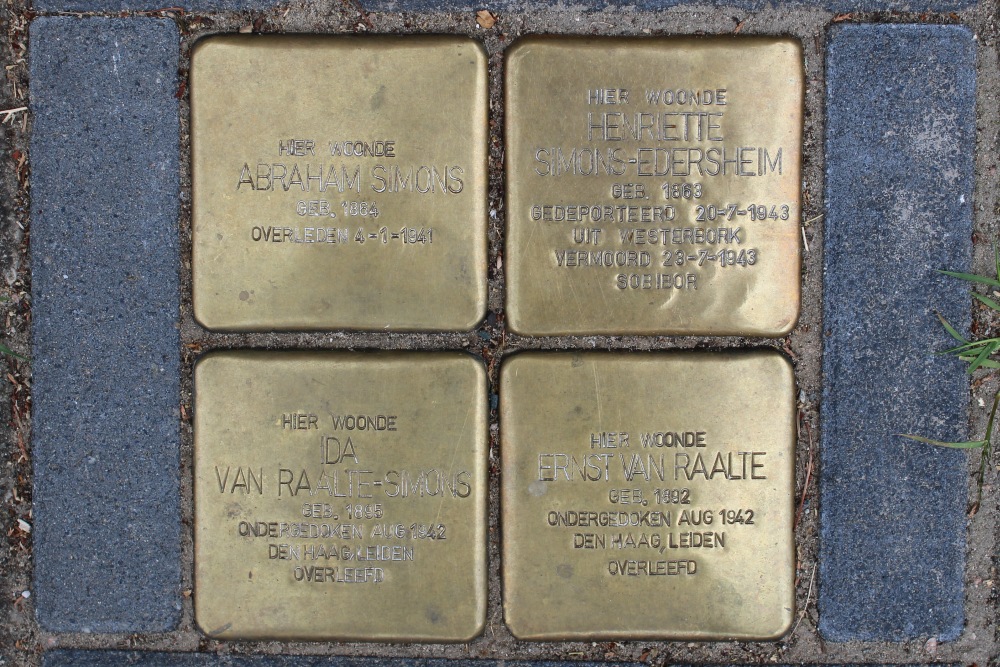 HIER WOONDE
ABRAHAM SIMONS
GEB. 1864
OVERLEDEN 4-1-1941
HIER WOONDE
HENRIETTE
SIMONS-EDERSHEIM
GEB. 1863
GEDEPORTEERD 20-7-1943
UIT WESTERBORK
VERMOORD 23-7-1943
SOBIBOR
HIER WOONDE
IDA
VAN RAALTE-SIMONS
GEB. 1895
ONDERGEDOKEN AUG 1942
DEN HAAG, LEIDEN
OVERLEEFD
HIER WOONDE
ERNST VAN RAALTE
GEB. 1892
ONDERGEDOKEN AUG 1942
DEN HAAG, LEIDEN
OVERLEEFD